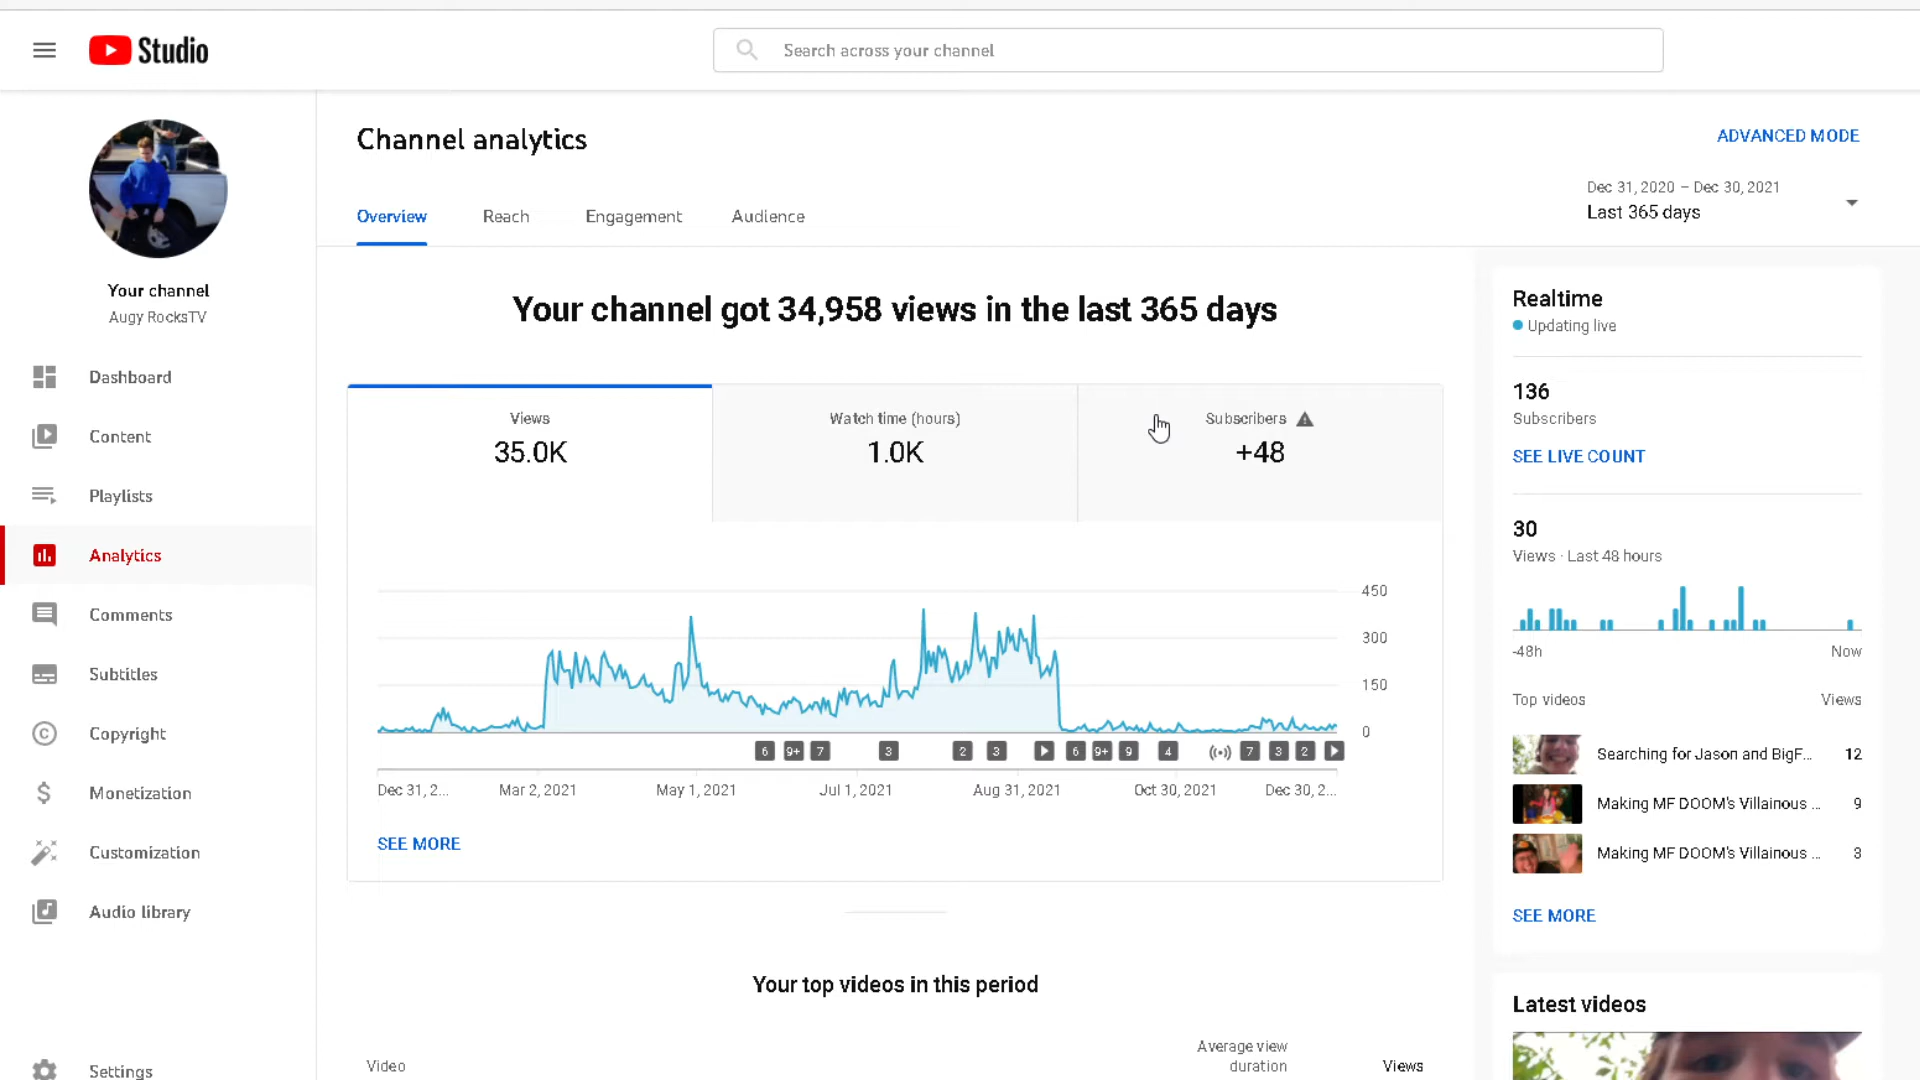 Studio
Search across your channel
Your channel
Augy RocksTV
Dashboard
Content
Playlists
Analytics
Comments
Subtitles
Copyright
Monetization
Customization
Audio library
Settings
Channel analytics
ADVANCED MODE
Dec 31, 2020 – Dec 30, 2021
Last 365 days
Overview Reach Engagement Audience
Your channel got 34,958 views in the last 365 days
Views
35.0K
Watch time (hours)
1.0K
Subscribers
+48
450
300
150
0
6 9+ 7 3 2 3 6 9+ 9 4 7 3 2
Dec 31, 2... Mar 2, 2021 May 1, 2021 Jul 1, 2021 Aug 31, 2021 Oct 30, 2021 Dec 30, 2...
SEE MORE
Your top videos in this period
Video
Average view
duration
Views
Realtime
Updating live
136
Subscribers
SEE LIVE COUNT
30
Views · Last 48 hours
-48h Now
Top videos Views
Searching for Jason and BigF... 12
Making MF DOOM's Villainous ... 9
Making MF DOOM's Villainous ... 3
SEE MORE
Latest videos